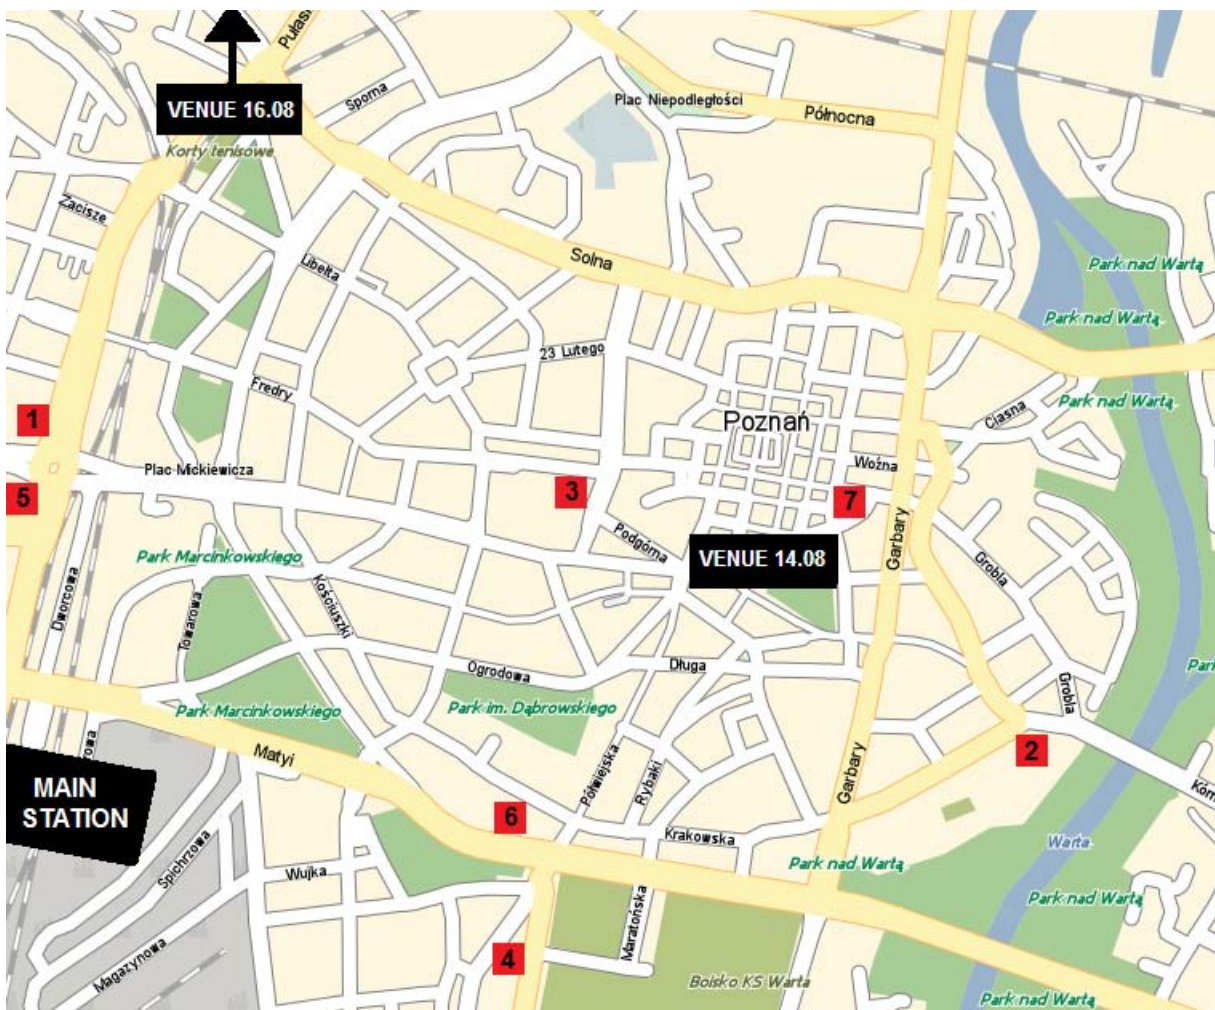 Pułas
VENUE 16.08
Sporna
Plac Niepodległości
Północna
Korty tenisowe
Zacisze
Solna
Libelta
Park nad Wartą
Park nad Wartą
23 Lutego
Fredry
Park nad Wartą
1
Poznań
Ciasna
Plac Mickiewicza
Woźna
5
3
7
Podgórna
VENUE 14.08
Garbary
Park Marcinkowskiego
Grobla
Dworcowa
Kościuszki
Towarowa
Ogrodowa
Długa
Park
Grobla
Park Marcinkowskiego
Park im. Dąbrowskiego
Matyi
2
MAIN
STATION
rowa
Półwiejska
Rybaki
Garbary
Kórn
6
Krakowska
Warta
Spichrzowa
Wujka
Park nad Wartą
Park nad Wartą
Maratońska
Magazynowa
4
Boisko KS Warta
Park nad Wartą